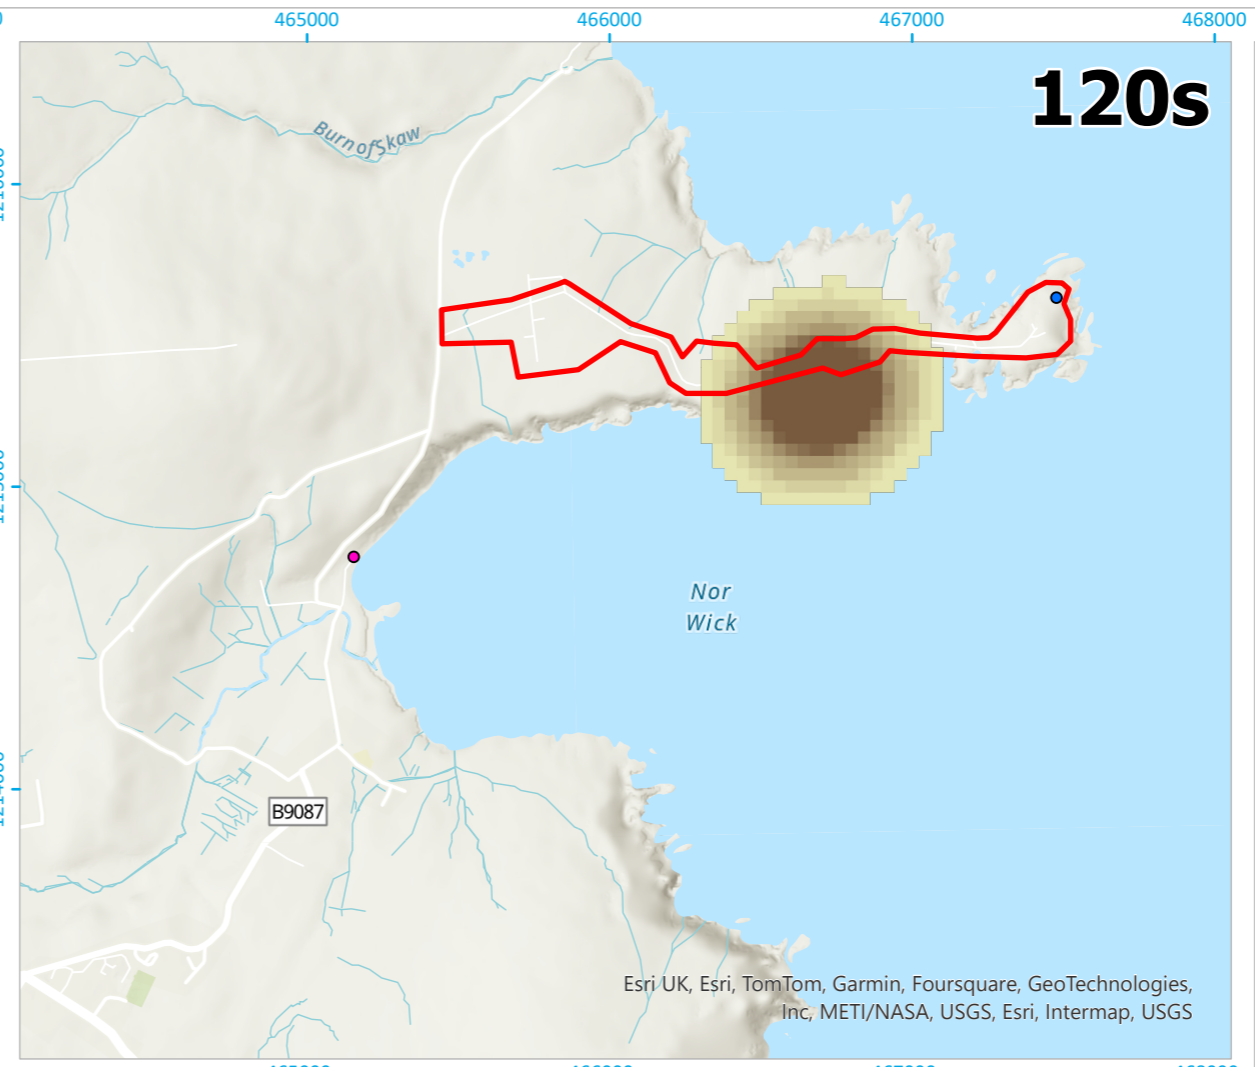 465000 466000 467000 468000
120s
Burn of Skaw
Nor
Wick
B9087
Esri UK, Esri, TomTom, Garmin, Foursquare, GeoTechnologies,
Inc, METI/NASA, USGS, Esri, Intermap, USGS